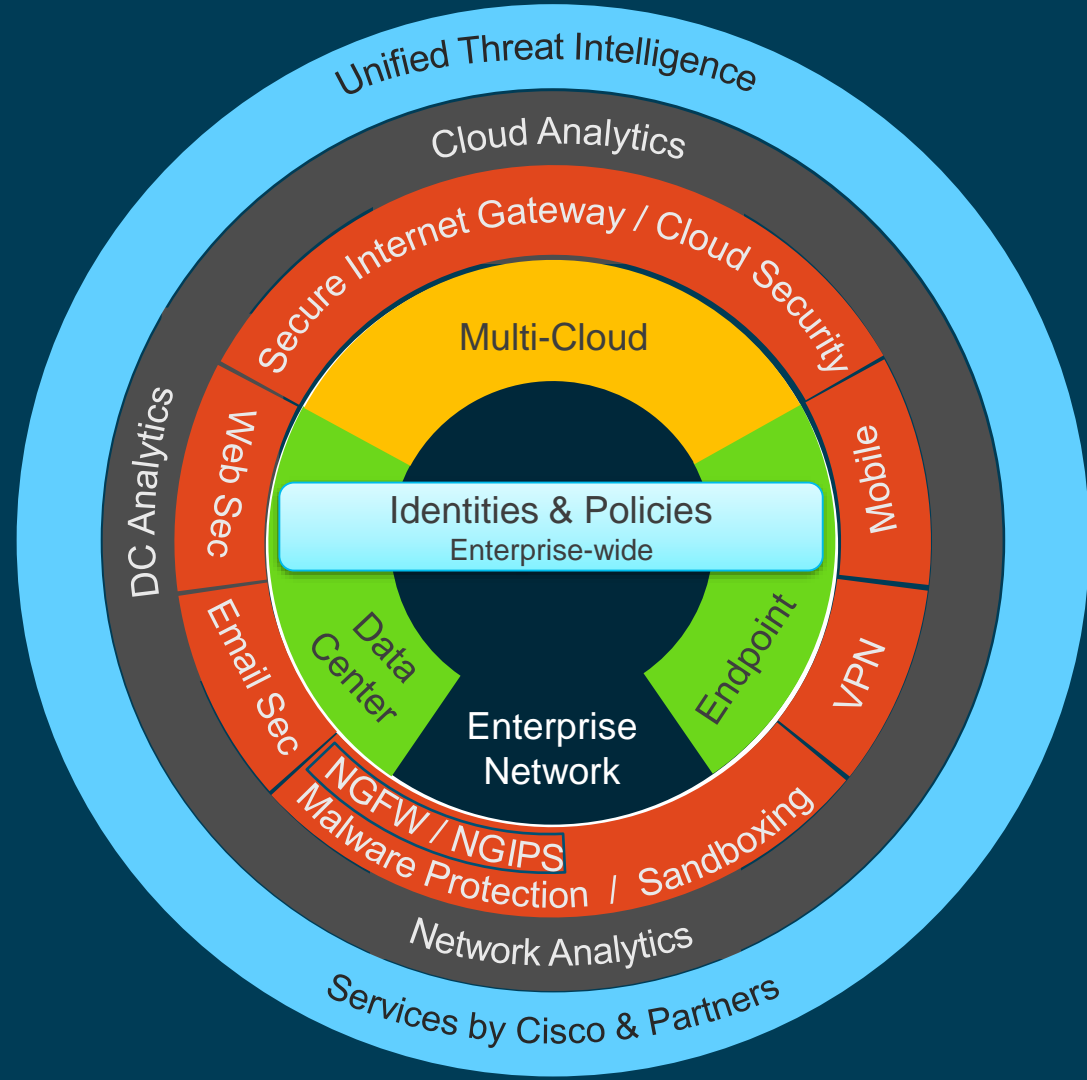 Unified Threat Intelligence
Cloud Analytics
Secure Internet Gateway / Cloud Security
Multi-Cloud
DC Analytics
Web Sec
Mobile
Identities & Policies
Enterprise-wide
Email Sec
Data
Center
Endpoint
VPN
Enterprise
Network
NGFW / NGIPS
Malware Protection / Sandboxing
Network Analytics
Services by Cisco & Partners